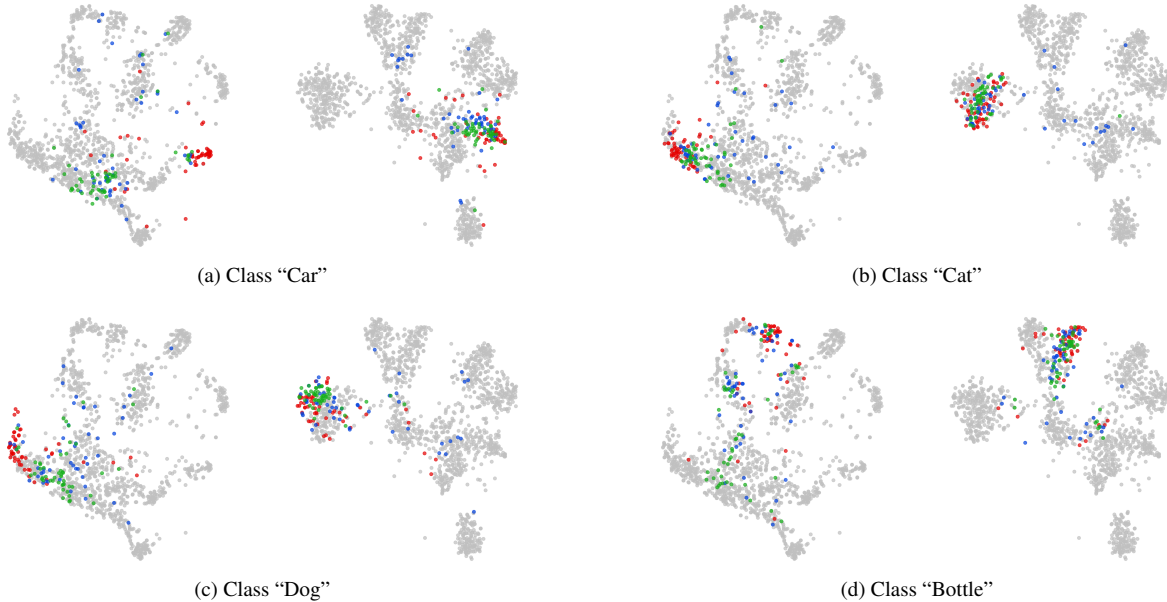 (a) Class “Car”
(b) Class “Cat”
(c) Class “Dog”
(d) Class “Bottle”